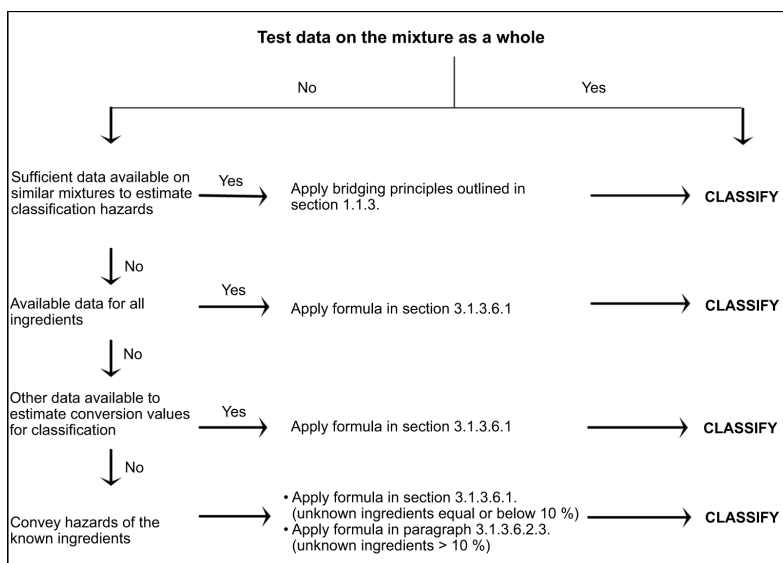 Test data on the mixture as a whole
No
Yes
Sufficient data available on
similar mixtures to estimate
classification hazards
Yes
Apply bridging principles outlined in
section 1.1.3.
CLASSIFY
No
Available data for all
ingredients
Yes
Apply formula in section 3.1.3.6.1
CLASSIFY
No
Other data available to
estimate conversion values
for classification
Yes
Apply formula in section 3.1.3.6.1
CLASSIFY
No
Convey hazards of the
known ingredients
• Apply formula in section 3.1.3.6.1.
(unknown ingredients equal or below 10 %)
• Apply formula in paragraph 3.1.3.6.2.3.
(unknown ingredients > 10 %)
CLASSIFY